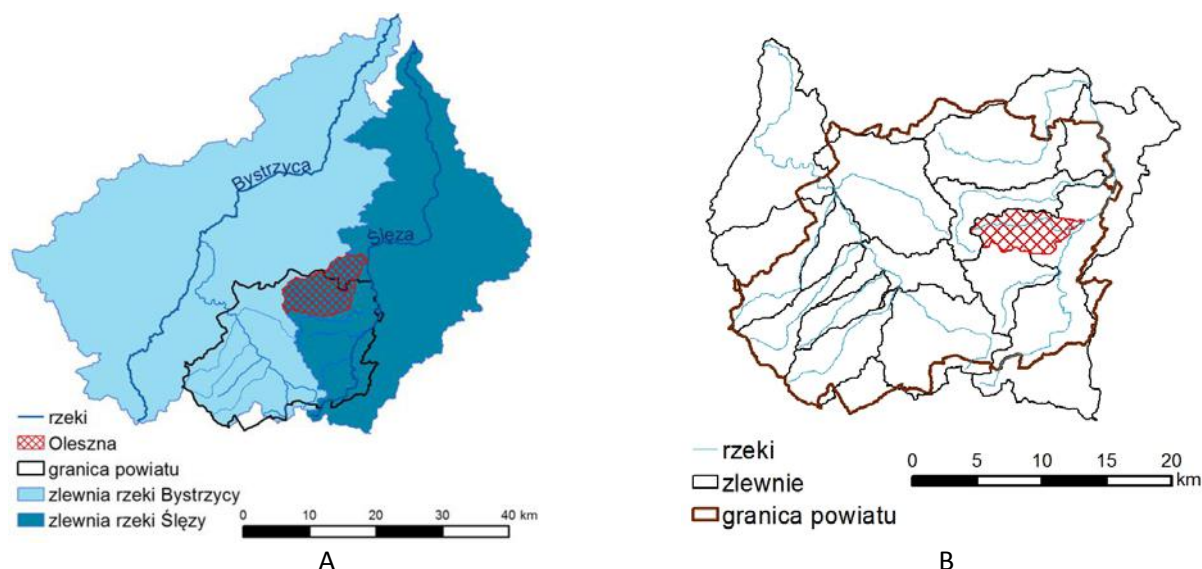 Bystrzyca
Ślęza
rzeki
Oleszna
granica powiatu
zlewnia rzeki Bystrzycy
zlewnia rzeki Ślęzy
0 10 20 30 40 km
A
rzeki
zlewnie
granica powiatu
0 5 10 15 20
km
B